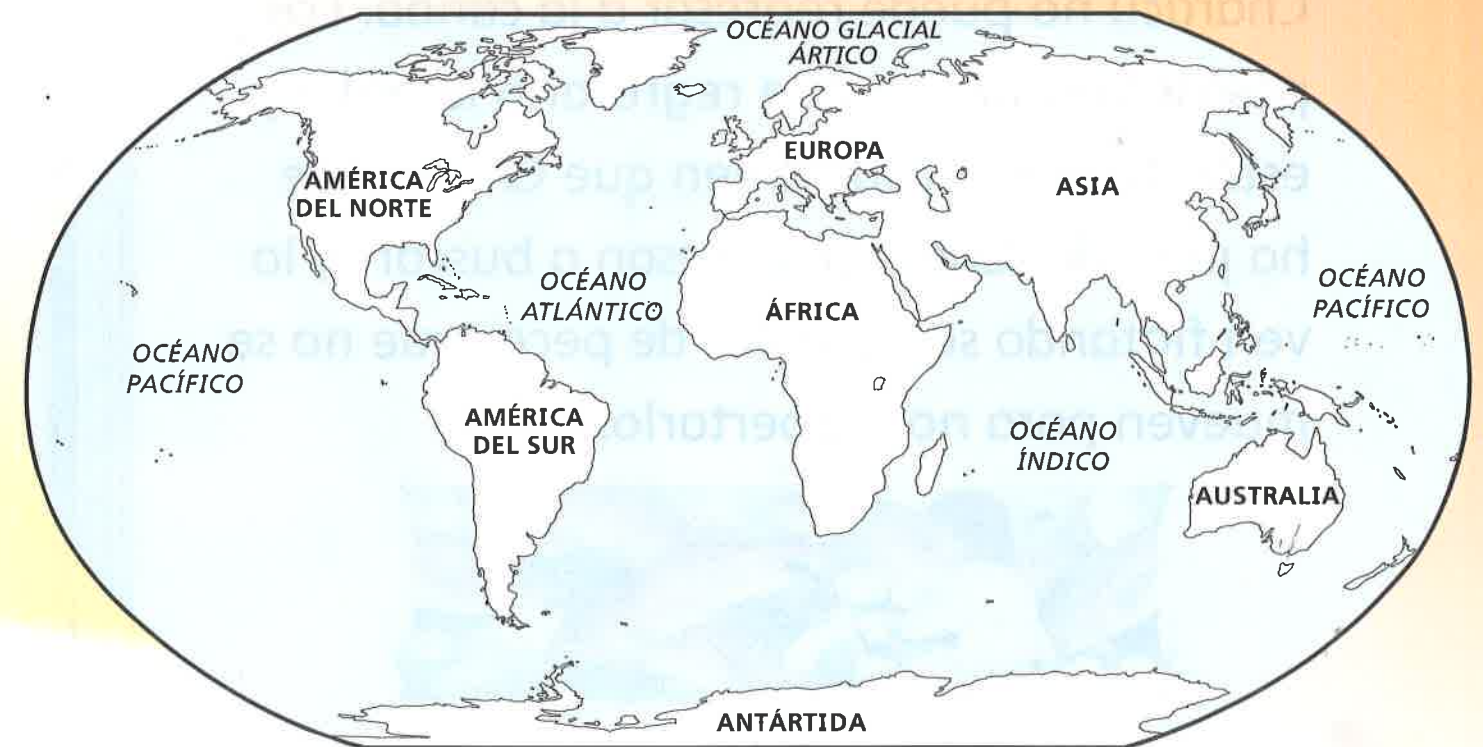 OCÉANO GLACIAL
ÁRTICO
EUROPA
ASIA
AMÉRICA
DEL NORTE
OCÉANO
ATLÁNTICO
ÁFRICA
OCÉANO
PACÍFICO
OCÉANO
PACÍFICO
AMÉRICA
DEL SUR
OCÉANO
ÍNDICO
AUSTRALIA
ANTÁRTIDA